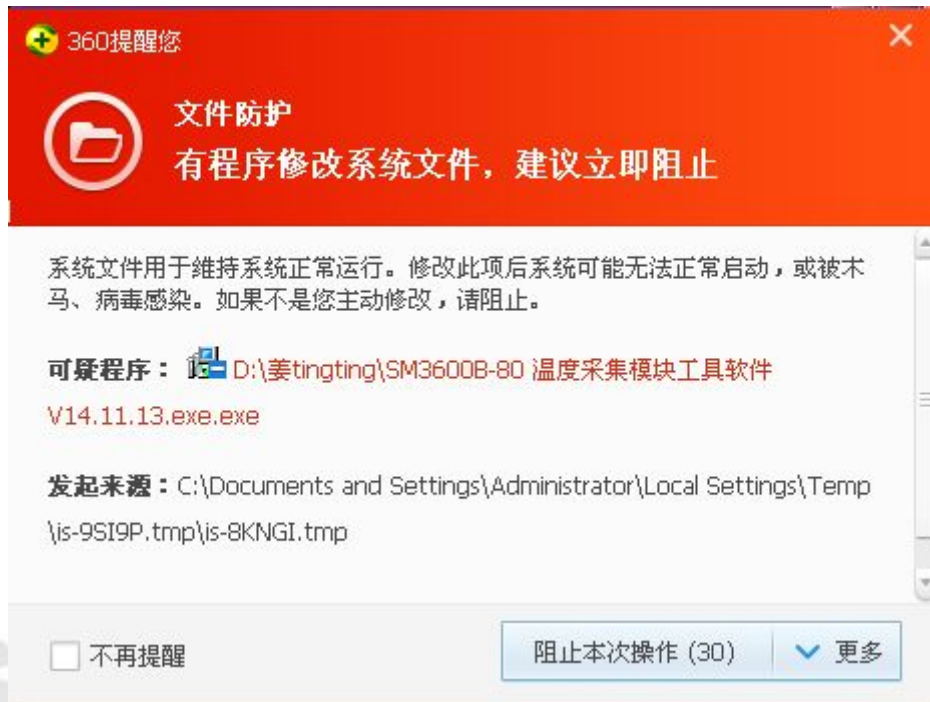 360提醒您
文件防护
有程序修改系统文件，建议立即阻止
系统文件用于维持系统正常运行。修改此项后系统可能无法正常启动，或被木
马、病毒感染。如果不是您主动修改，请阻止。
可疑程序： D:\姜tingting\SM3600B-80 温度采集模块工具软件
V14.11.13.exe.exe
发起来源：C:\Documents and Settings\Administrator\Local Settings\Temp
\is-9SI9P.tmp\is-8KNGI.tmp
不再提醒 阻止本次操作 (30) 更多